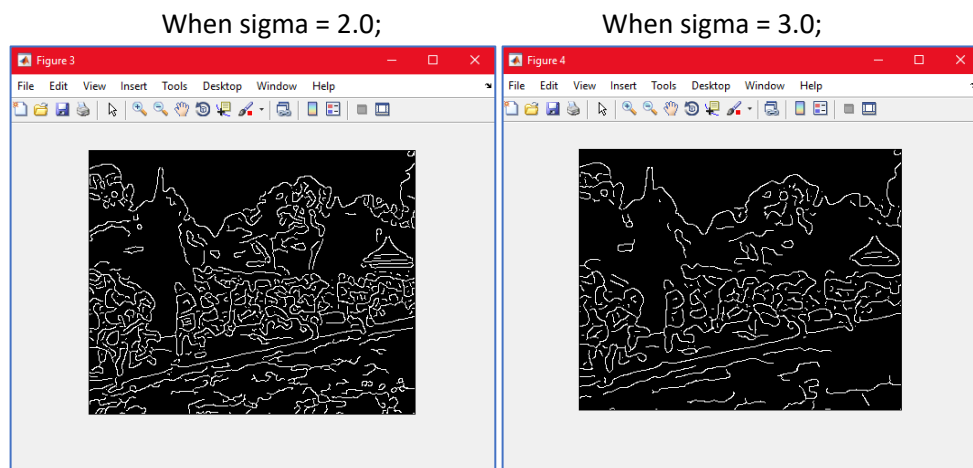 When sigma = 2.0;
When sigma = 3.0;
Figure 3
Figure 4
File Edit View Insert Tools Desktop Window Help
File Edit View Insert Tools Desktop Window Help